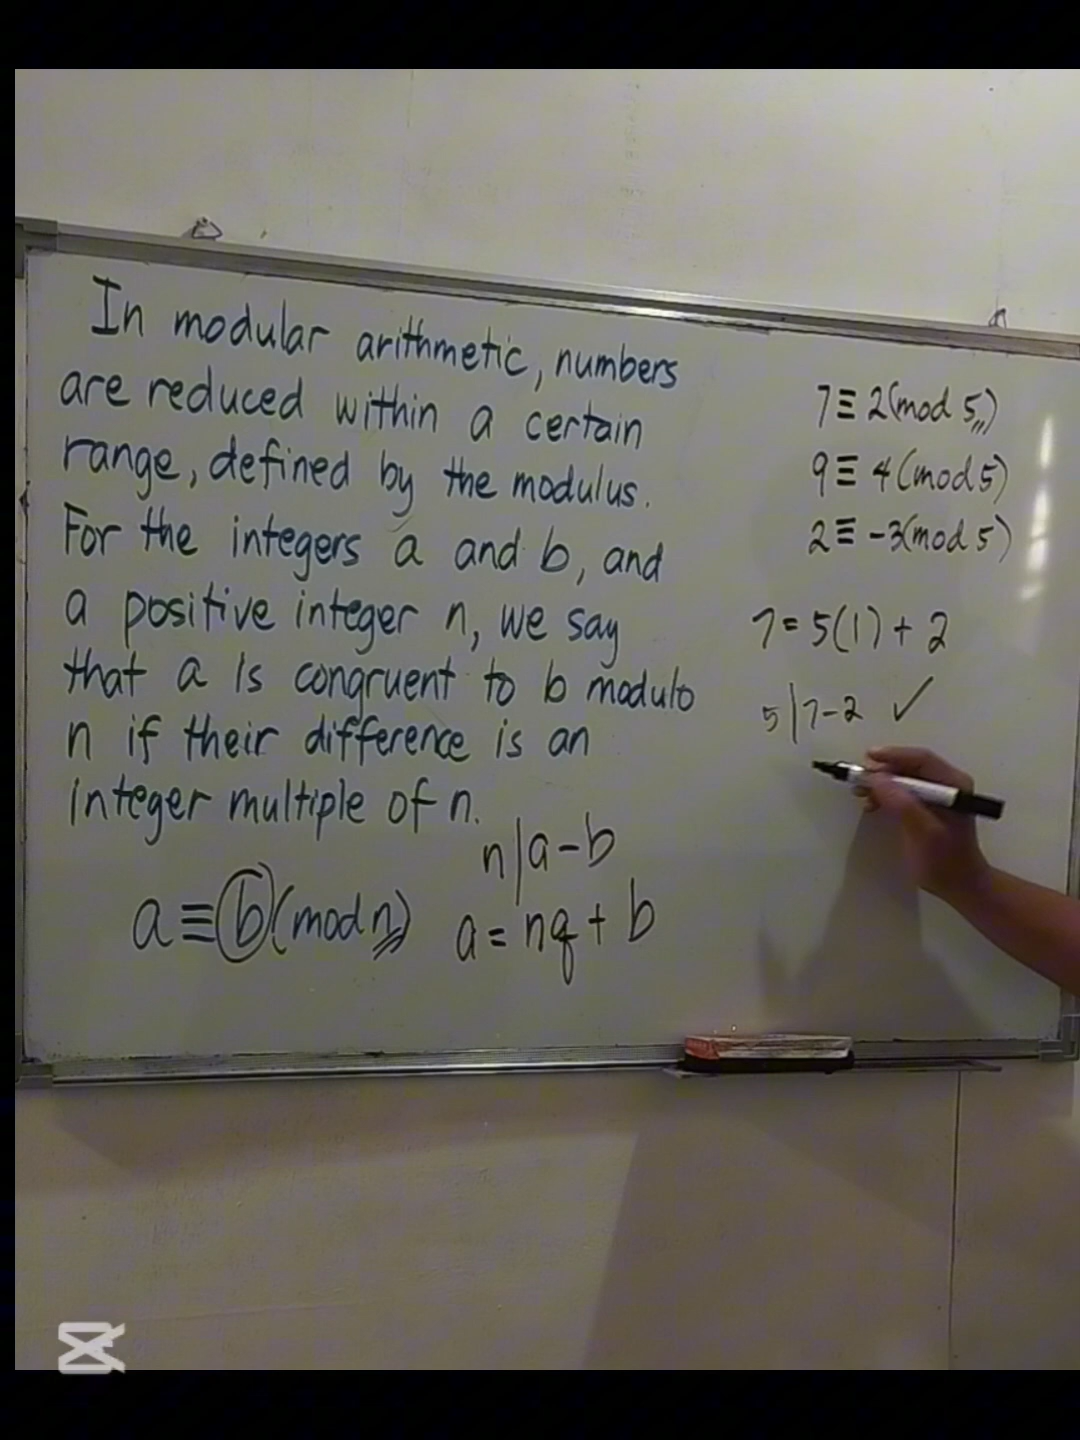 In modular arithmetic, numbers
are reduced within a certain
range, defined by the modulus.
For the integers a and b, and
a positive integer n, we say
that a is congruent to b modulo
n if their difference is an
integer multiple of n.
n|a-b
a≡b(mod n)
a=nq+b
7≡2(mod 5)
9≡4(mod 5)
2≡-3(mod 5)
7=5(1)+2
5|7-2 ✓